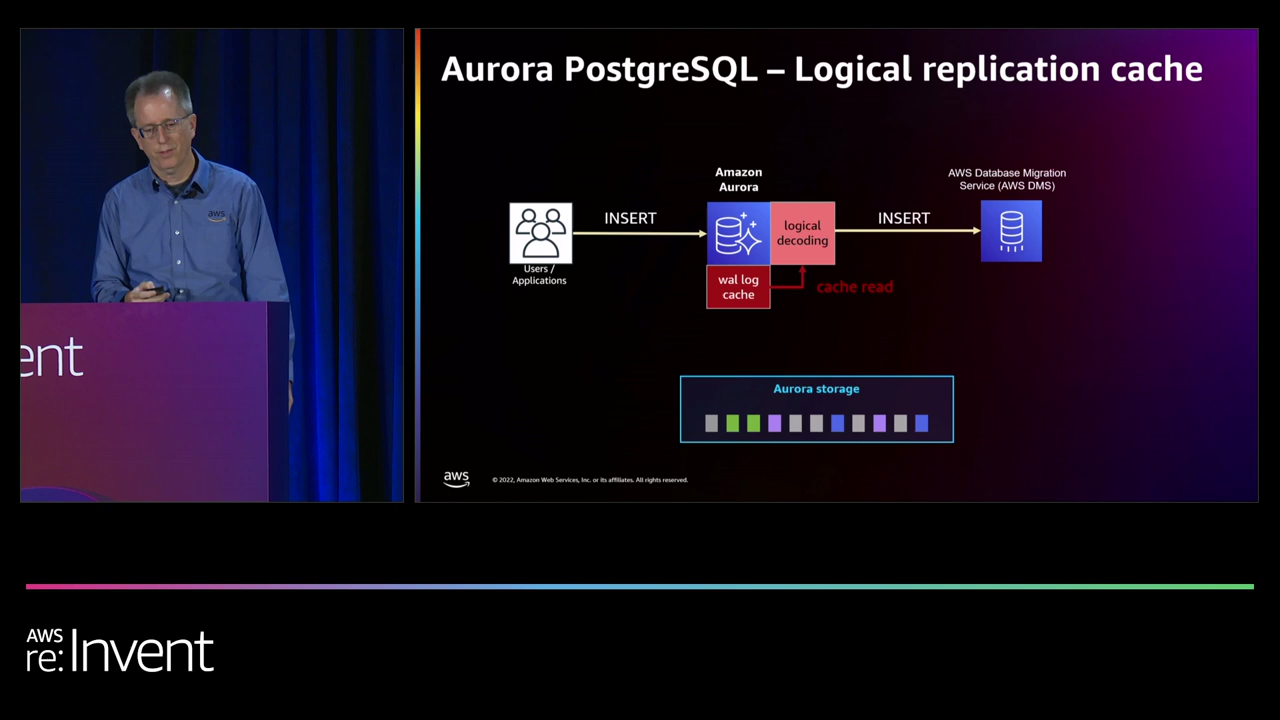 aws
ent
Aurora PostgreSQL – Logical replication cache
Amazon
Aurora
AWS Database Migration
Service (AWS DMS)
INSERT
logical
decoding
INSERT
Users /
Applications
wal log
cache
cache read
Aurora storage
aws
© 2022, Amazon Web Services, Inc. or its affiliates. All rights reserved.
AWS
re:Invent